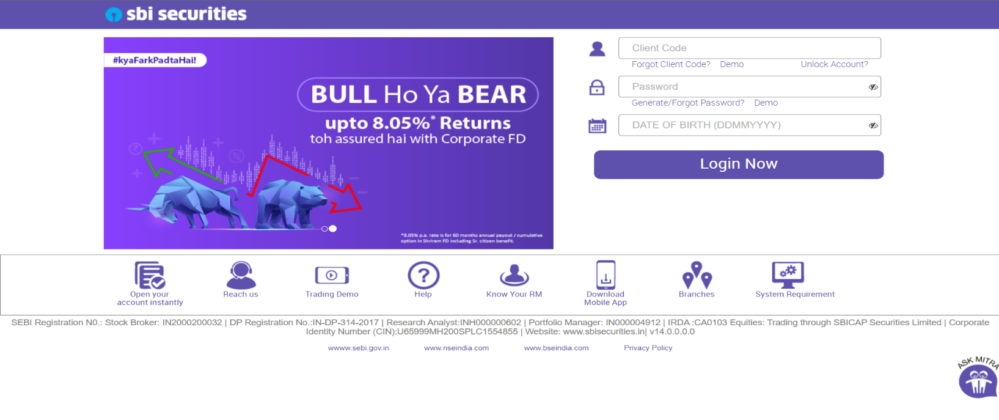 sbi securities
#kyaFarkPadtaHai!
BULL Ho Ya BEAR
upto 8.05%* Returns
toh assured hai with Corporate FD
*8.05% p.a. rate is for 60 months annual payout / cumulative
option in Shriram FD including Sr. citizen benefit.
Client Code
Forgot Client Code? Demo Unlock Account?
Password
Generate/Forgot Password? Demo
DATE OF BIRTH (DDMMYYYY)
Login Now
Open your
account instantly
Reach us
Trading Demo
Help
Know Your RM
Download
Mobile App
Branches
System Requirement
SEBI Registration N0.: Stock Broker: IN2000200032 | DP Registration No.:IN-DP-314-2017 | Research Analyst:INH000000602 | Portfolio Manager: IN000004912 | IRDA :CA0103 Equities: Trading through SBICAP Securities Limited | Corporate
Identity Number (CIN):U65999MH200SPLC1554855 | Website: www.sbisecurities.in| v14.0.0.0.0
wwww.sebi.gov.in www.nseindia.com www.bseindia.com Privacy Policy
ASK MITRA